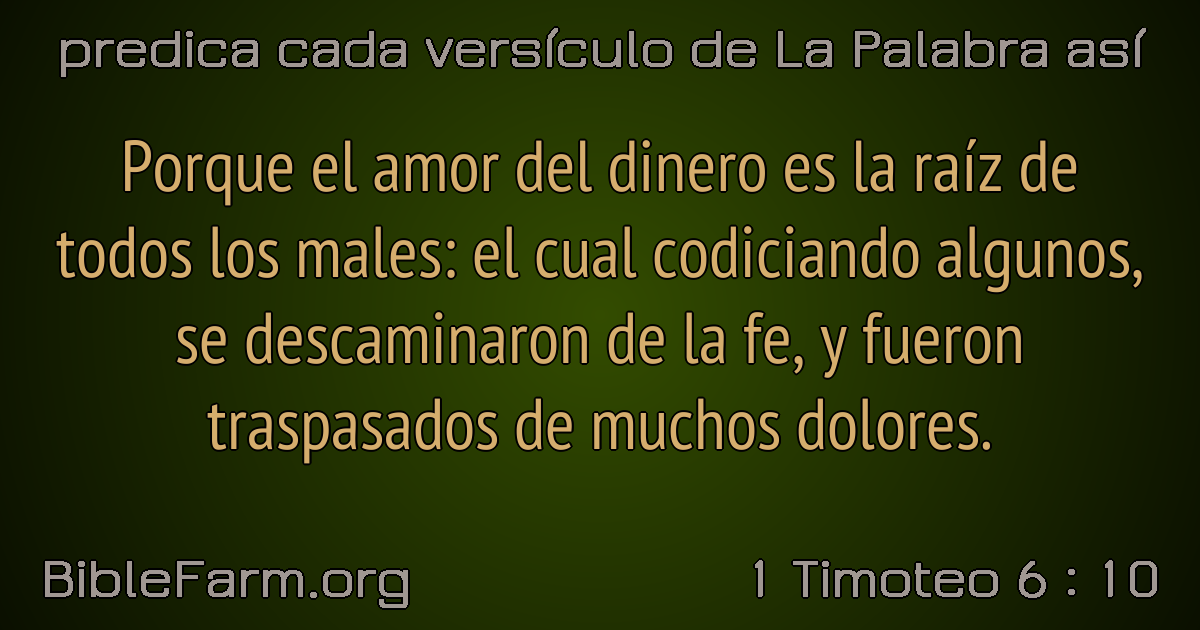 predica cada versículo de La Palabra así
Porque el amor del dinero es la raíz de
todos los males: el cual codiciando algunos,
se descaminaron de la fe, y fueron
traspasados de muchos dolores.
BibleFarm.org
1 Timoteo 6 : 10